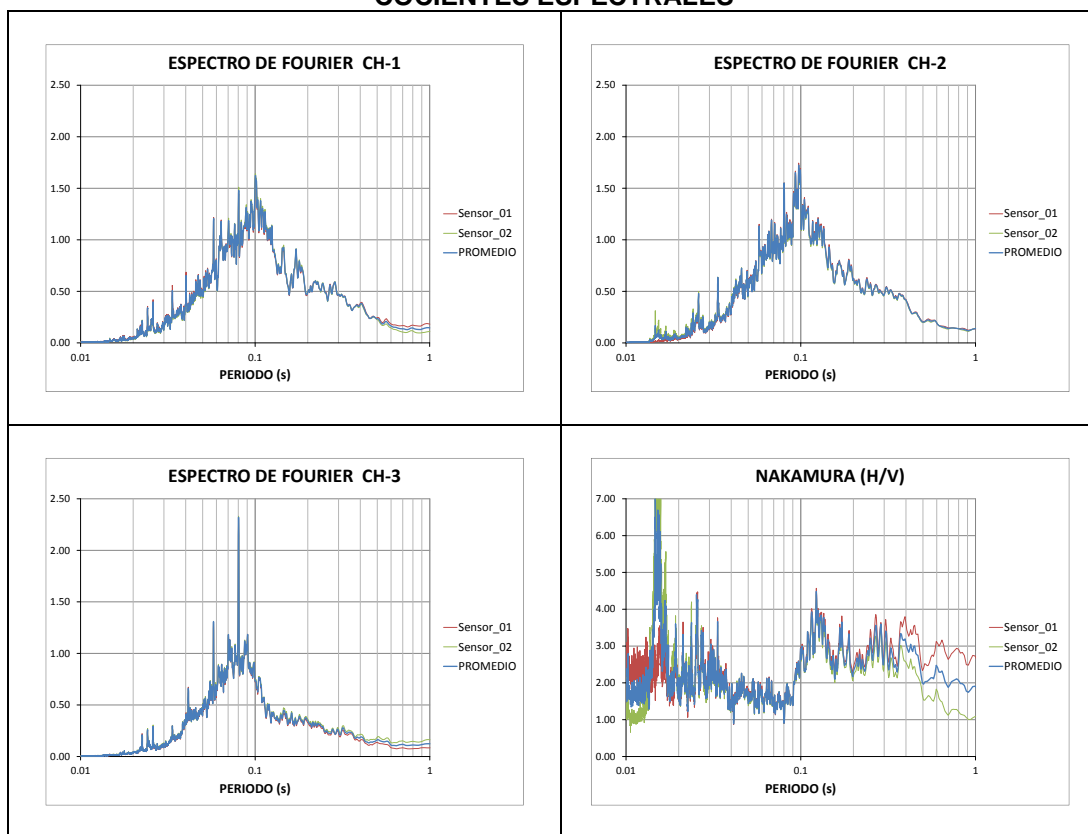 COCIENTES ESPECTRALES
ESPECTRO DE FOURIER CH-1
2.50
2.00
1.50
1.00
0.50
0.00
0.01
0.1
1
PERIODO (s)
Sensor_01
Sensor_02
PROMEDIO
ESPECTRO DE FOURIER CH-2
2.50
2.00
1.50
1.00
0.50
0.00
0.01
0.1
1
PERIODO (s)
Sensor_01
Sensor_02
PROMEDIO
ESPECTRO DE FOURIER CH-3
2.50
2.00
1.50
1.00
0.50
0.00
0.01
0.1
1
PERIODO (s)
Sensor_01
Sensor_02
PROMEDIO
NAKAMURA (H/V)
7.00
6.00
5.00
4.00
3.00
2.00
1.00
0.00
0.01
0.1
1
PERIODO (s)
Sensor_01
Sensor_02
PROMEDIO